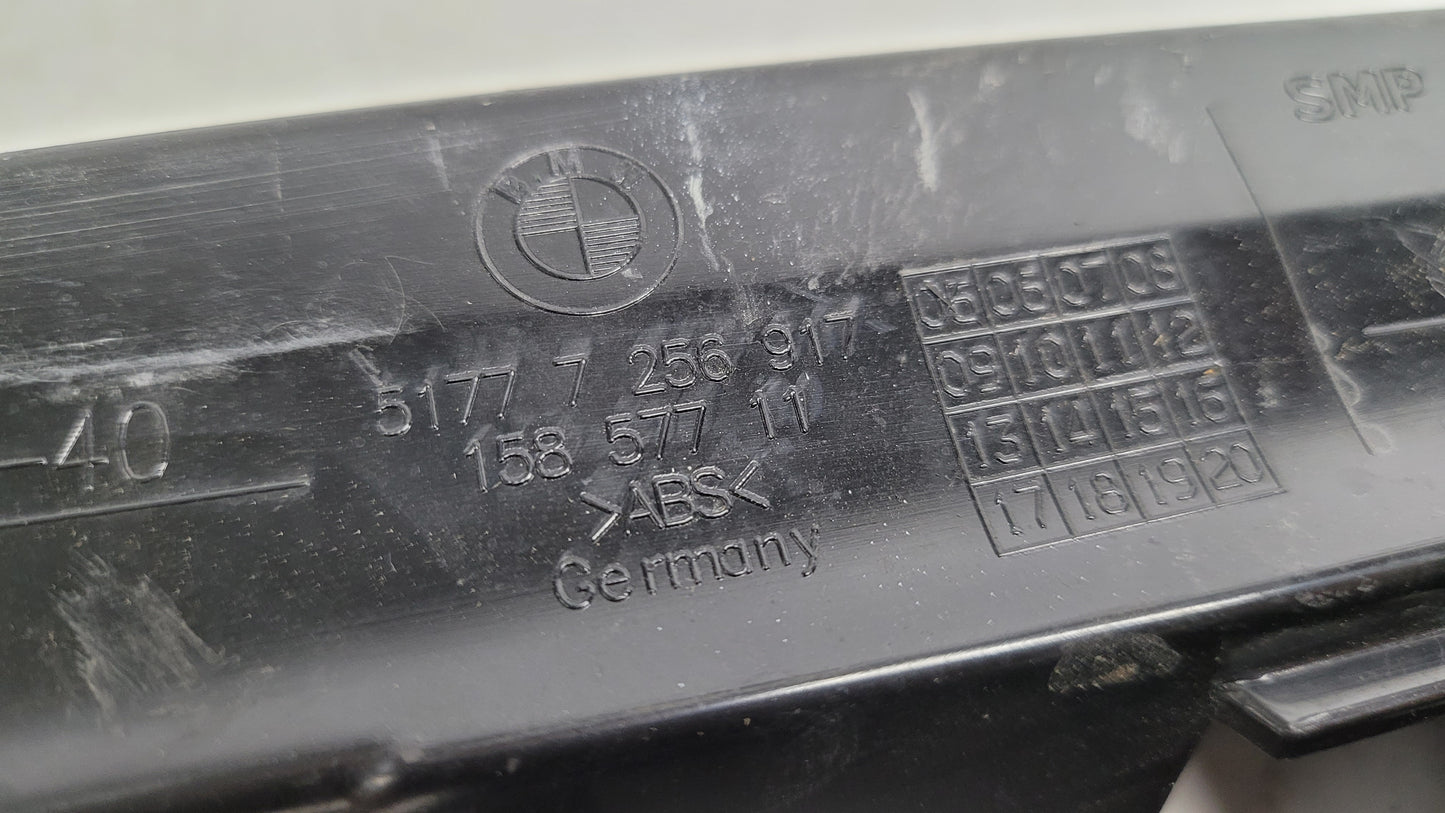 SMP
BMW
5177 7 256 917
158 577 11
>ABS<
Germany
-40
05 06 07 08
09 10 11 12
13 14 15 16
17 18 19 20